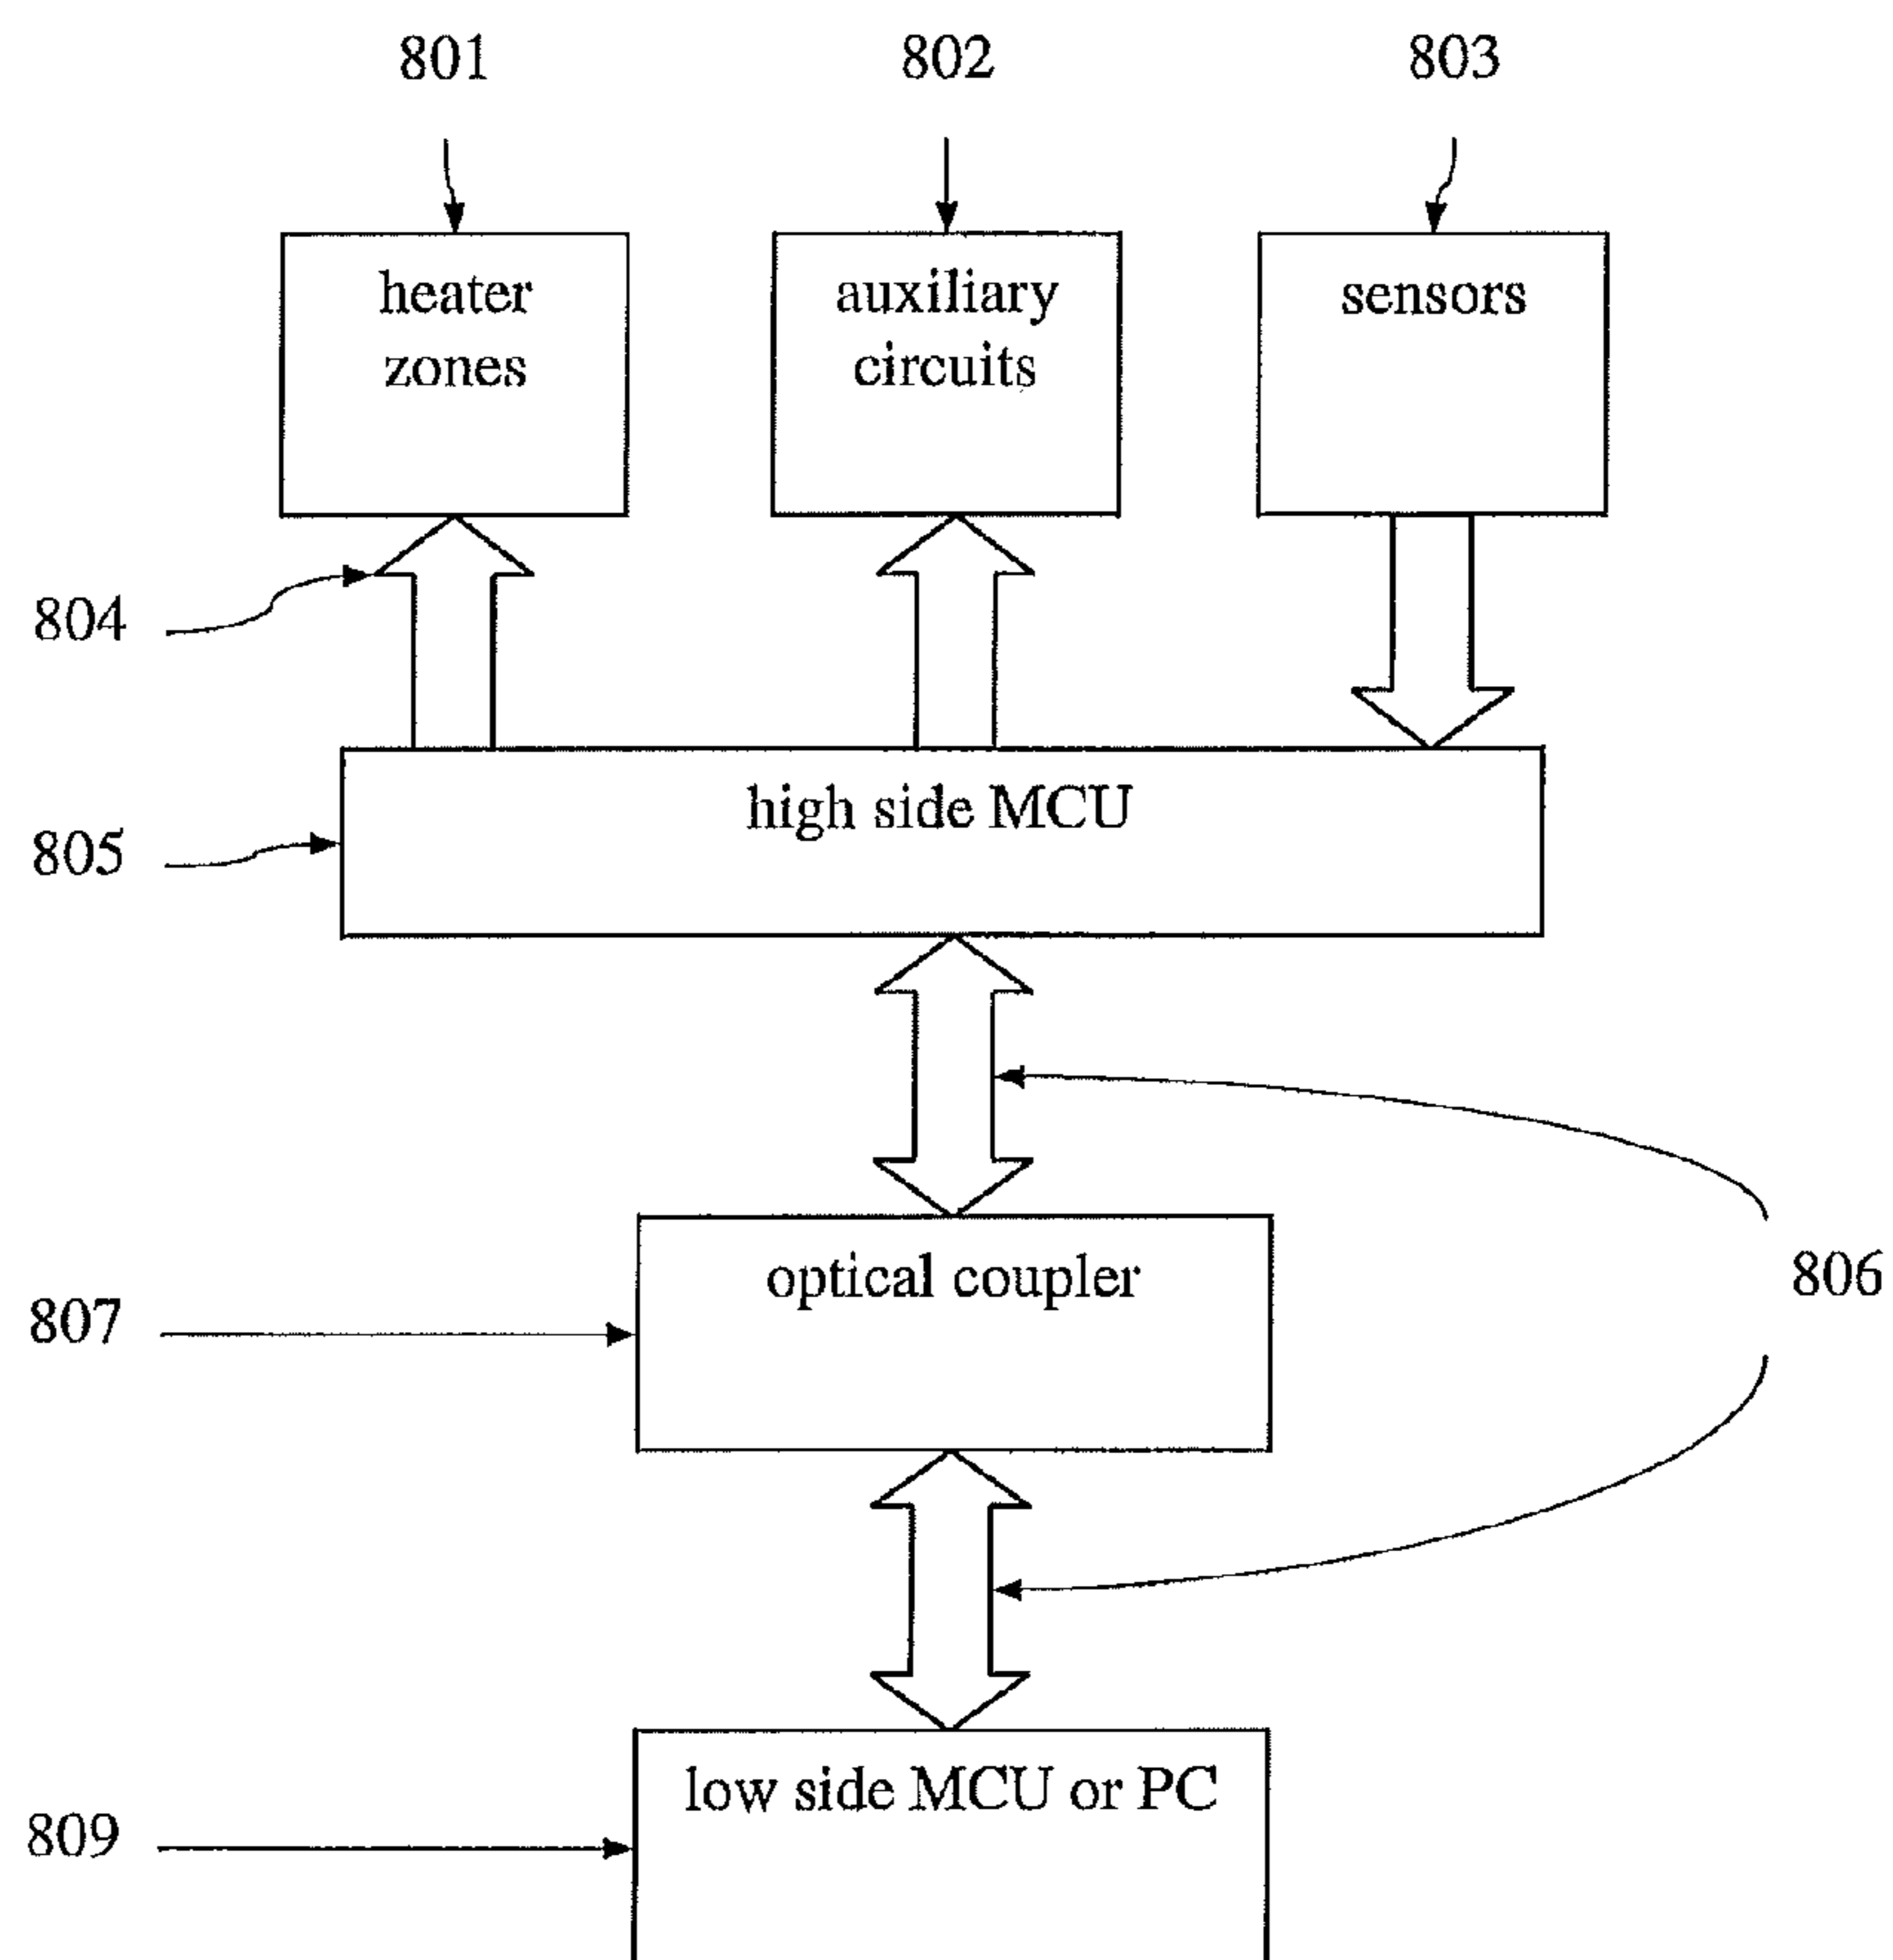 801
802
803
heater
zones
auxiliary
circuits
sensors
804
high side MCU
805
optical coupler
806
807
low side MCU or PC
809